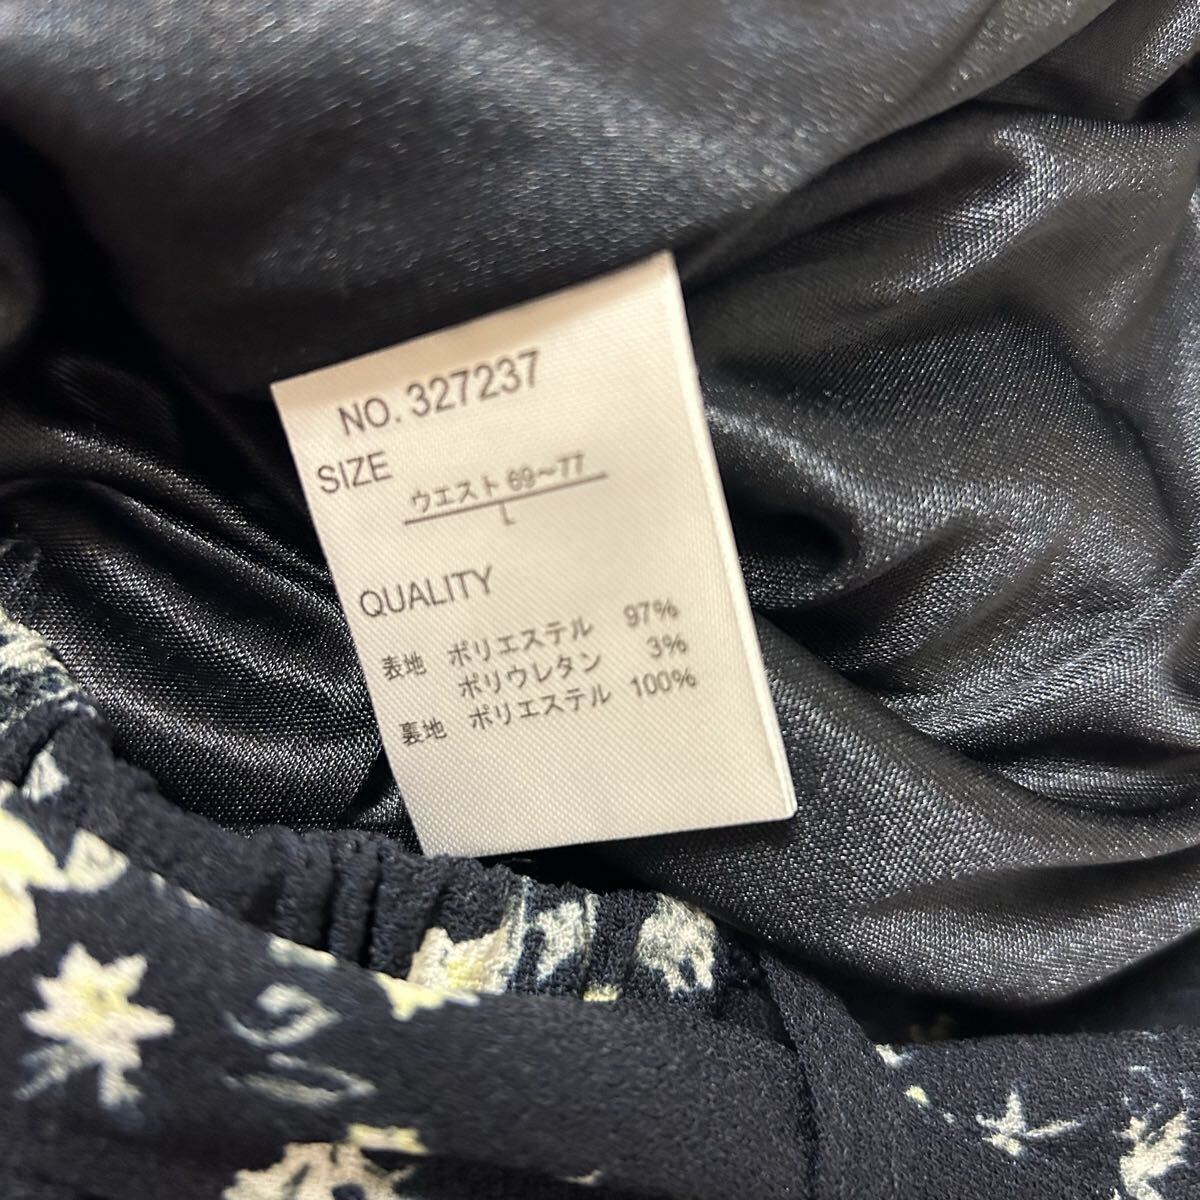 NO. 327237
SIZE
ウエスト 69～77
L
QUALITY
表地 ポリエステル 97%
ポリウレタン 3%
裏地 ポリエステル 100%